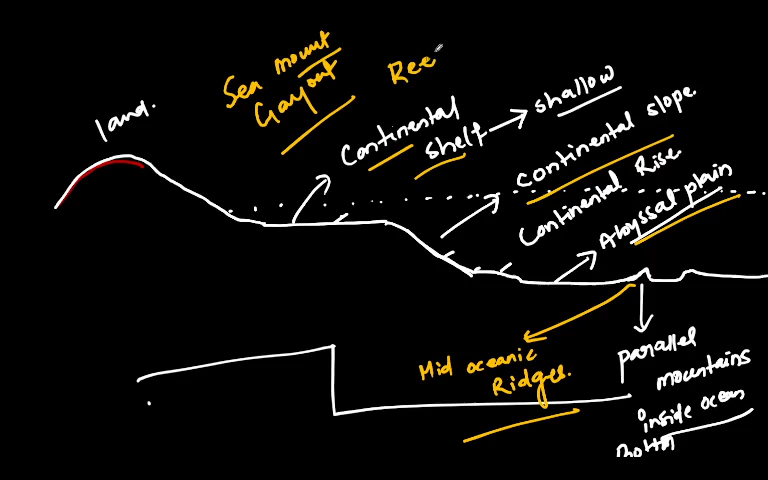 Sea mount
Gayout
Ree
land.
Continental
shelf
shallow
Continental slope.
Continental Rise
Abyssal plain
Mid oceanic
Ridges.
parallel
mountains
inside ocean